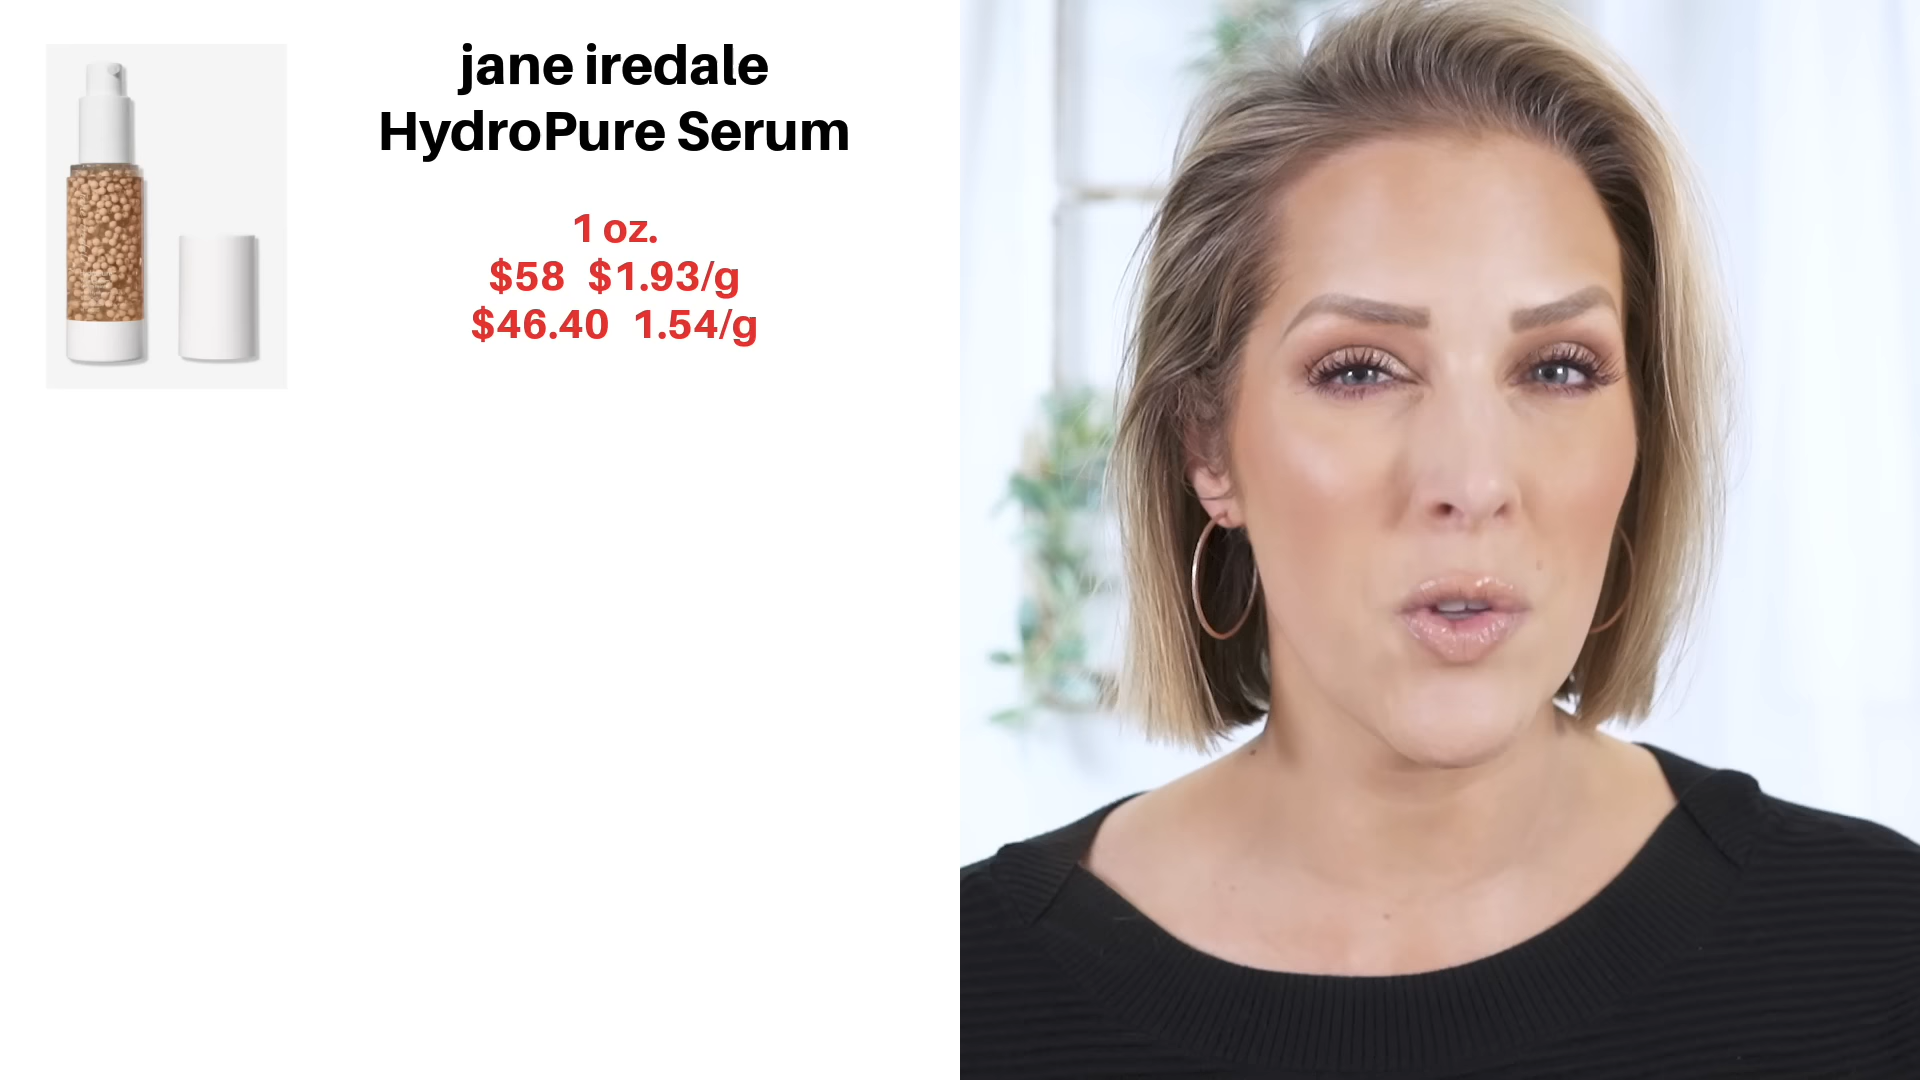 jane iredale
HydroPure Serum
1 oz.
$58 $1.93/g
$46.40 1.54/g